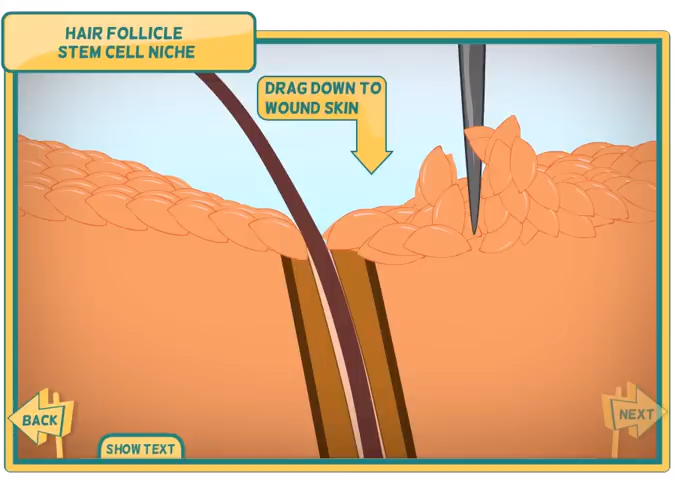 HAIR FOLLICLE
STEM CELL NICHE
DRAG DOWN TO
WOUND SKIN
BACK
NEXT
SHOW TEXT